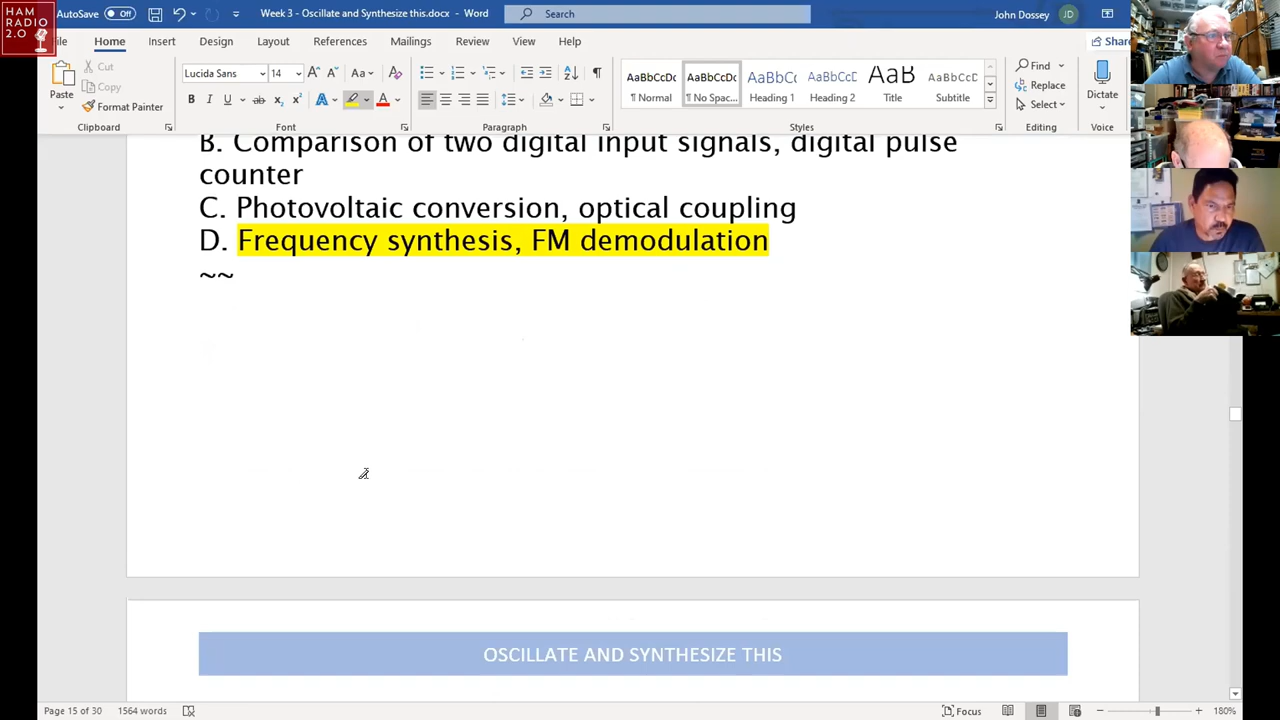 HAM
RADIO
2.0
AutoSave Off
Week 3 - Oscillate and Synthesize this.docx - Word
Search
John Dossey
JD
File
Home
Insert
Design
Layout
References
Mailings
Review
View
Help
Share
Paste
Cut
Copy
Format Painter
Clipboard
Lucida Sans
14
Font
Paragraph
AaBbCcDc
¶ Normal
AaBbCcDc
¶ No Spac...
AaBbC(
Heading 1
AaBbCcD
Heading 2
AaB
Title
AaBbCcD
Subtitle
Styles
Find
Replace
Select
Editing
Dictate
Voice
B. Comparison of two digital input signals, digital pulse
counter
C. Photovoltaic conversion, optical coupling
D. Frequency synthesis, FM demodulation
~~
OSCILLATE AND SYNTHESIZE THIS
Page 15 of 30
1564 words
Focus
180%